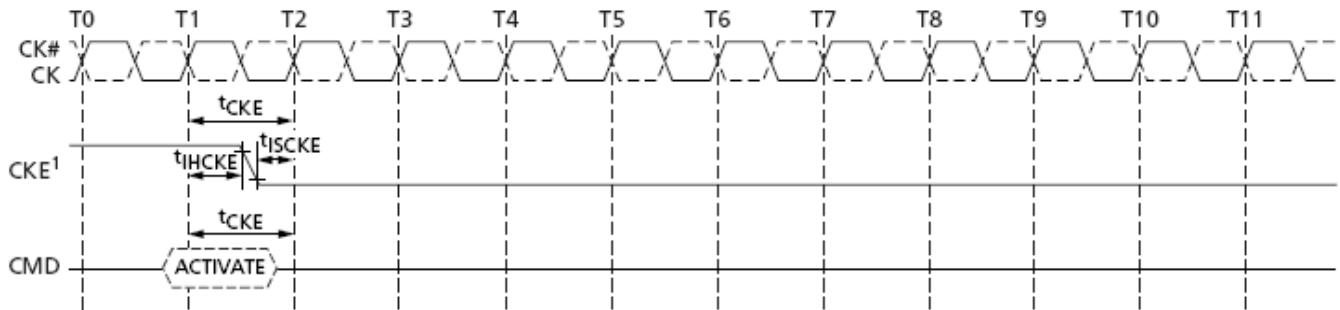 T0 T1 T2 T3 T4 T5 T6 T7 T8 T9 T10 T11
CK#
CK
tCKE
tISCKE
tIHCKE
CKE1
tCKE
CMD
ACTIVATE